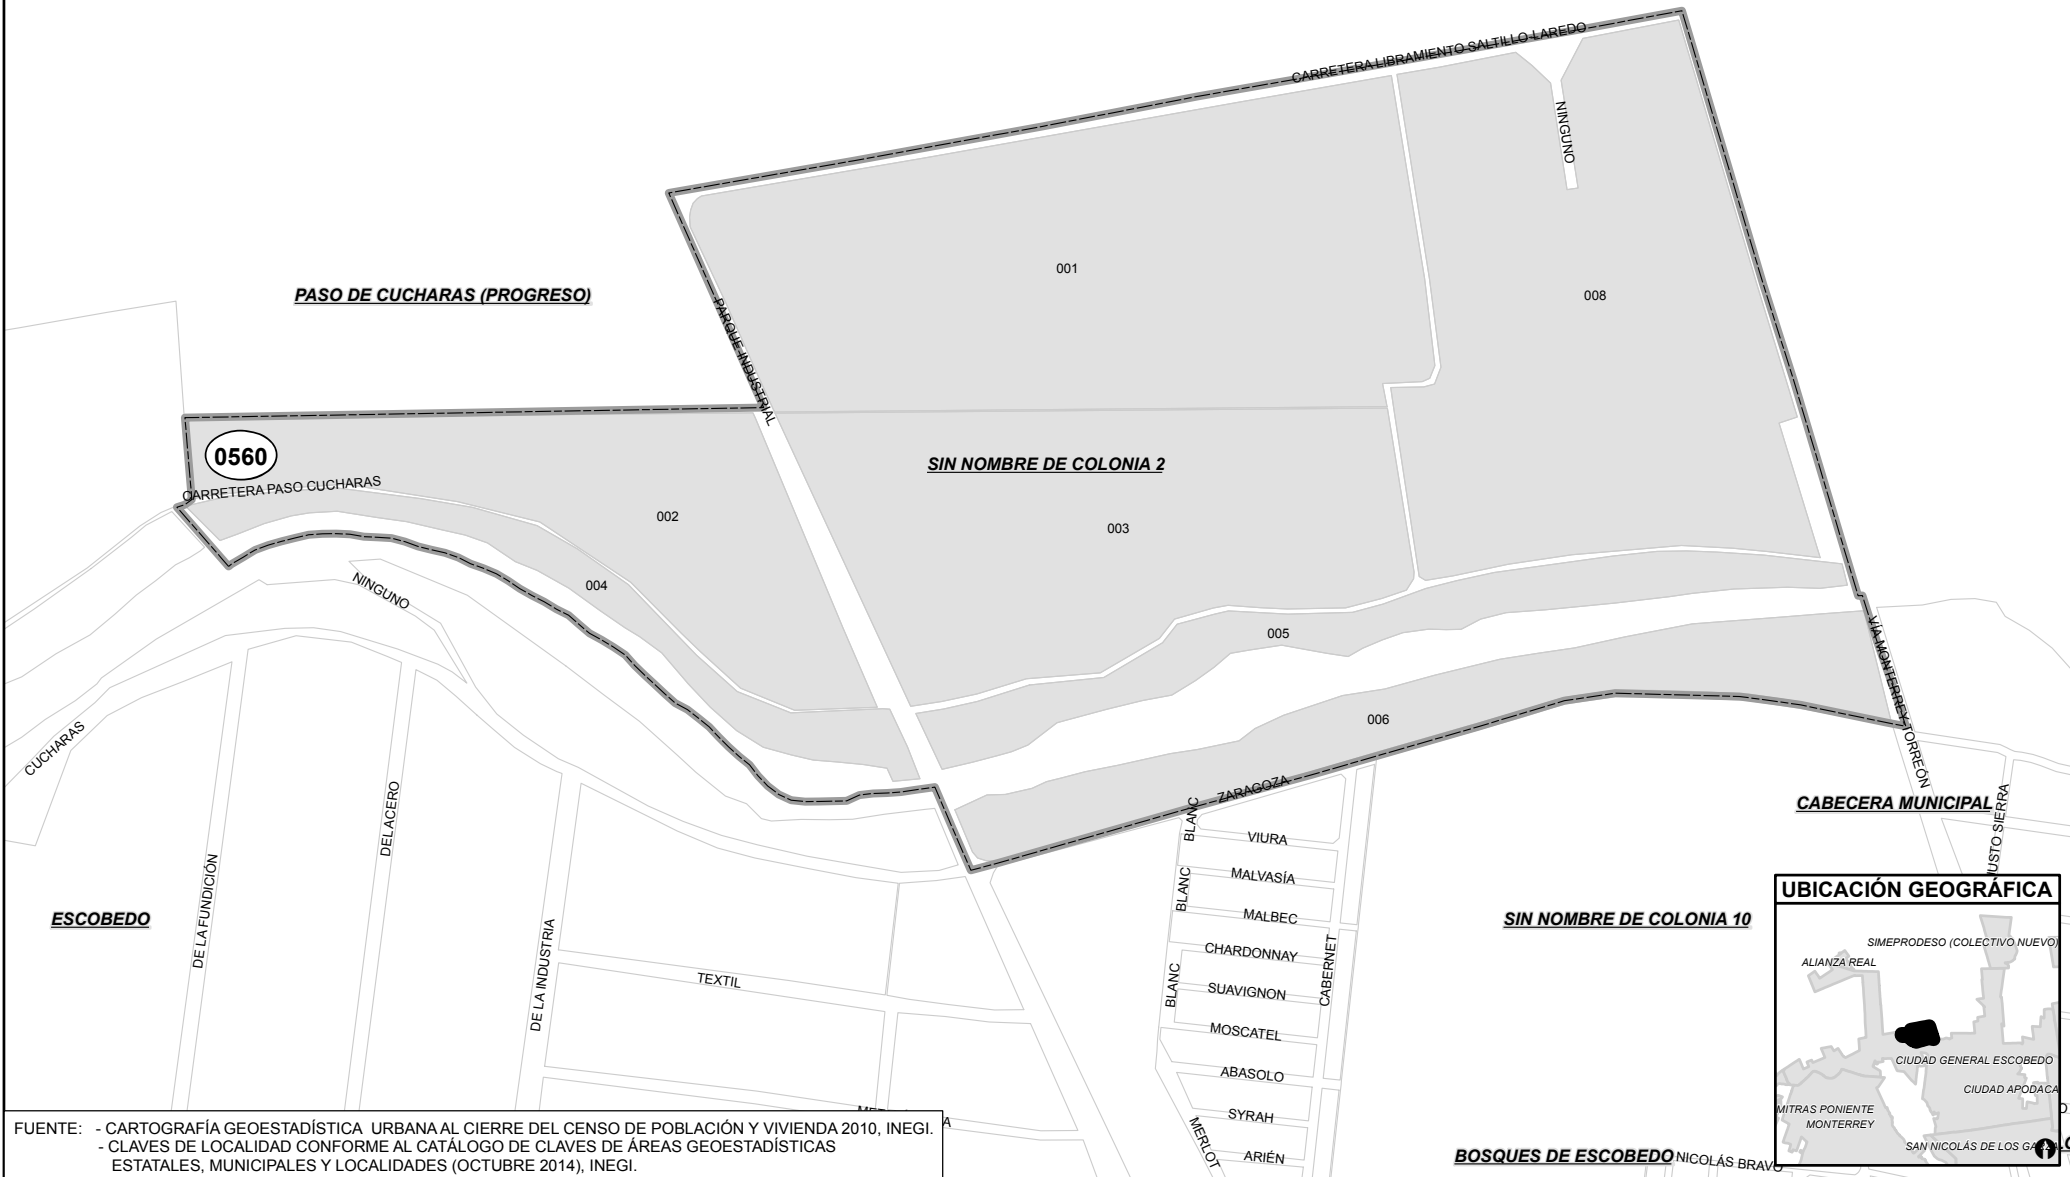 CARRETERA LIBRAMIENTO SALTILLO-LAREDO
NINGUNO
001
008
PASO DE CUCHARAS (PROGRESO)
PARQUE INDUSTRIAL
0560
SIN NOMBRE DE COLONIA 2
CARRETERA PASO CUCHARAS
002
003
004
NINGUNO
005
006
VÍA MONTERREY-TORREÓN
CUCHARAS
ZARAGOZA
DEL ACERO
BLANC
VIURA
CABECERA MUNICIPAL
JUSTO SIERRA
MALVASÍA
BLANC
MALBEC
ESCOBEDO
DE LA FUNDICIÓN
DE LA INDUSTRIA
CHARDONNAY
CABERNET
SIN NOMBRE DE COLONIA 10
TEXTIL
BLANC
SUAVIGNON
MOSCATEL
ABASOLO
SYRAH
MERLOT
ARIÉN
BOSQUES DE ESCOBEDO
NICOLÁS BRAVO
UBICACIÓN GEOGRÁFICA
SIMEPRODESO (COLECTIVO NUEVO)
ALIANZA REAL
CIUDAD GENERAL ESCOBEDO
CIUDAD APODACA
MITRAS PONIENTE
MONTERREY
SAN NICOLÁS DE LOS GARZA
FUENTE: - CARTOGRAFÍA GEOESTADÍSTICA URBANA AL CIERRE DEL CENSO DE POBLACIÓN Y VIVIENDA 2010, INEGI.
- CLAVES DE LOCALIDAD CONFORME AL CATÁLOGO DE CLAVES DE ÁREAS GEOESTADÍSTICAS
ESTATALES, MUNICIPALES Y LOCALIDADES (OCTUBRE 2014), INEGI.